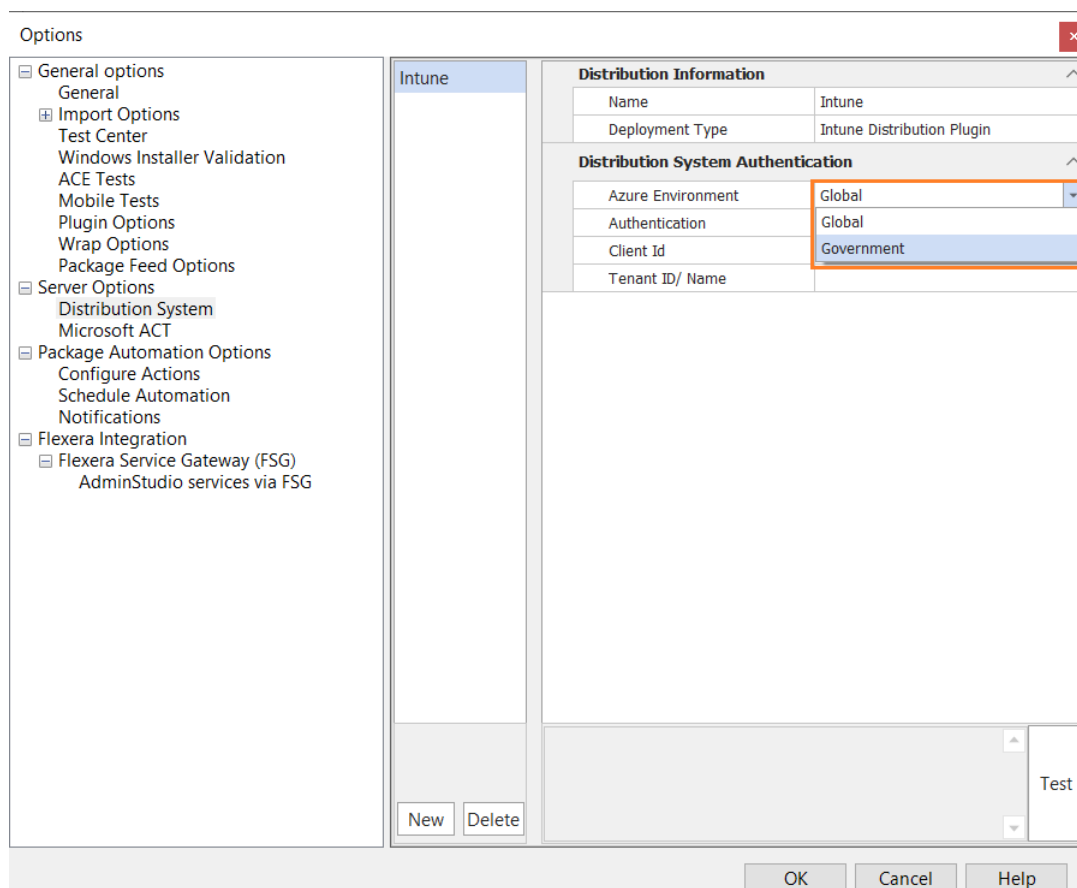 Options
×
General options
General
Import Options
Test Center
Windows Installer Validation
ACE Tests
Mobile Tests
Plugin Options
Wrap Options
Package Feed Options
Server Options
Distribution System
Microsoft ACT
Package Automation Options
Configure Actions
Schedule Automation
Notifications
Flexera Integration
Flexera Service Gateway (FSG)
AdminStudio services via FSG
Intune
New Delete
Distribution Information
Name Intune
Deployment Type Intune Distribution Plugin
Distribution System Authentication
Azure Environment Global
Authentication Global
Client Id Government
Tenant ID/ Name
Test
OK Cancel Help